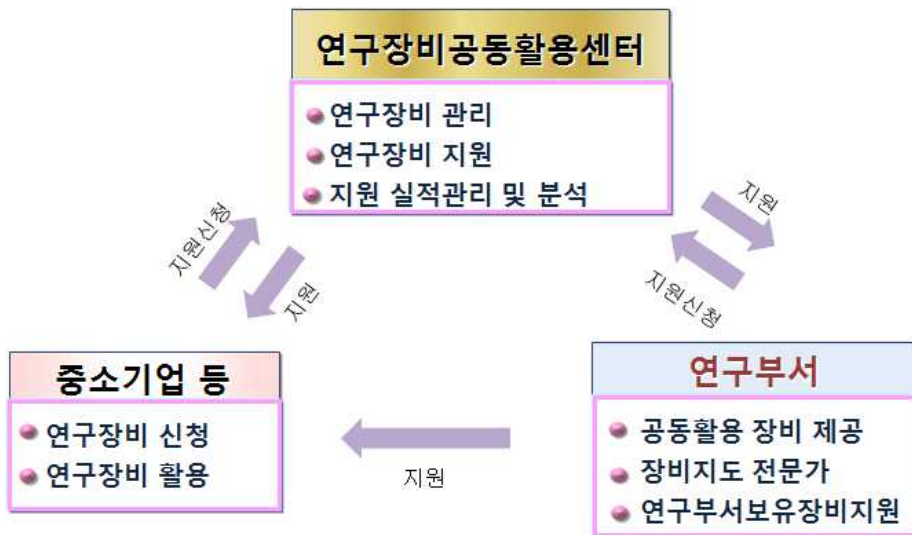 연구장비공동활용센터
연구장비 관리
연구장비 지원
지원 실적관리 및 분석
지원신청
지원
지원
지원신청
중소기업 등
연구장비 신청
연구장비 활용
지원
연구부서
공동활용 장비 제공
장비지도 전문가
연구부서보유장비지원